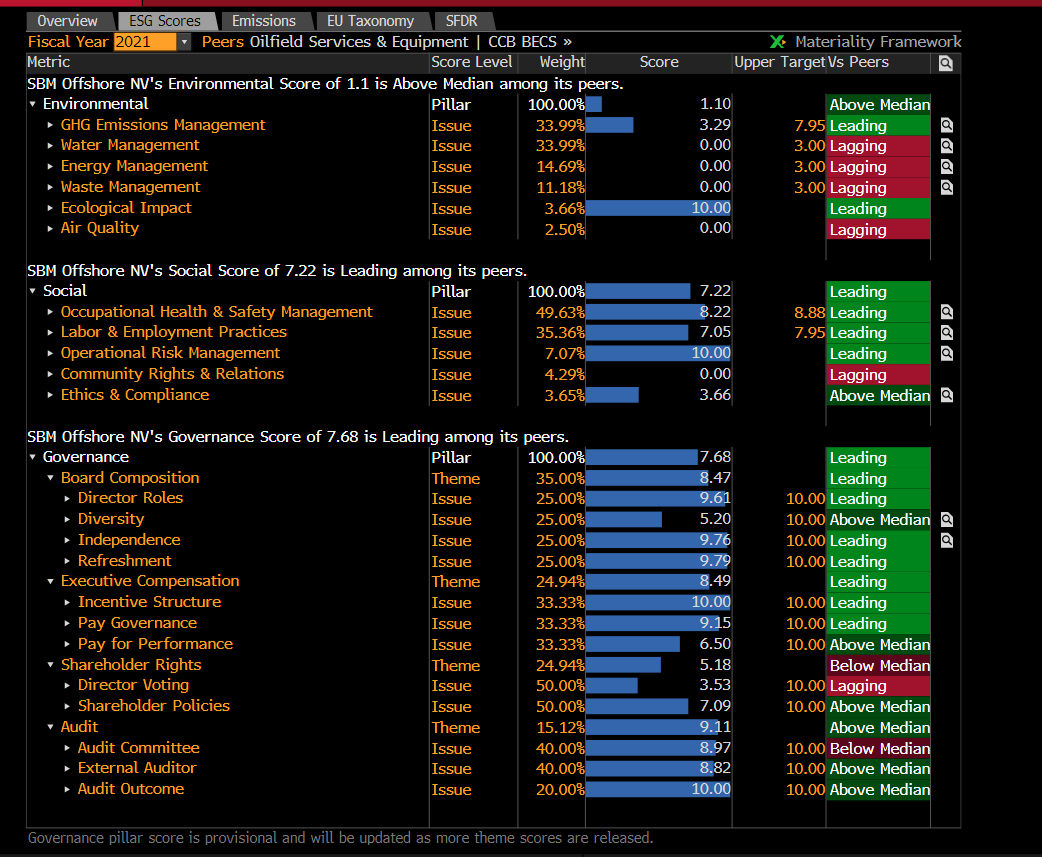 Overview ESG Scores Emissions EU Taxonomy SFDR
Fiscal Year 2021 Peers Oilfield Services & Equipment | CCB BECS » Materiality Framework
Metric Score Level Weight Score Upper Target Vs Peers
SBM Offshore NV's Environmental Score of 1.1 is Above Median among its peers.
Environmental Pillar 100.00% 1.10 Above Median
GHG Emissions Management Issue 33.99% 3.29 7.95 Leading
Water Management Issue 33.99% 0.00 3.00 Lagging
Energy Management Issue 14.69% 0.00 3.00 Lagging
Waste Management Issue 11.18% 0.00 3.00 Lagging
Ecological Impact Issue 3.66% 10.00 Leading
Air Quality Issue 2.50% 0.00 Lagging
SBM Offshore NV's Social Score of 7.22 is Leading among its peers.
Social Pillar 100.00% 7.22 Leading
Occupational Health & Safety Management Issue 49.63% 8.22 8.88 Leading
Labor & Employment Practices Issue 35.36% 7.05 7.95 Leading
Operational Risk Management Issue 7.07% 10.00 Leading
Community Rights & Relations Issue 4.29% 0.00 Lagging
Ethics & Compliance Issue 3.65% 3.66 Above Median
SBM Offshore NV's Governance Score of 7.68 is Leading among its peers.
Governance Pillar 100.00% 7.68 Leading
Board Composition Theme 35.00% 8.47 Leading
Director Roles Issue 25.00% 9.61 10.00 Leading
Diversity Issue 25.00% 5.20 10.00 Above Median
Independence Issue 25.00% 9.76 10.00 Leading
Refreshment Issue 25.00% 9.79 10.00 Leading
Executive Compensation Theme 24.94% 8.49 Leading
Incentive Structure Issue 33.33% 10.00 10.00 Leading
Pay Governance Issue 33.33% 9.15 10.00 Leading
Pay for Performance Issue 33.33% 6.50 10.00 Above Median
Shareholder Rights Theme 24.94% 5.18 Below Median
Director Voting Issue 50.00% 3.53 10.00 Lagging
Shareholder Policies Issue 50.00% 7.09 10.00 Above Median
Audit Theme 15.12% 9.11 Above Median
Audit Committee Issue 40.00% 8.97 10.00 Below Median
External Auditor Issue 40.00% 8.82 10.00 Above Median
Audit Outcome Issue 20.00% 10.00 10.00 Above Median
Governance pillar score is provisional and will be updated as more theme scores are released.